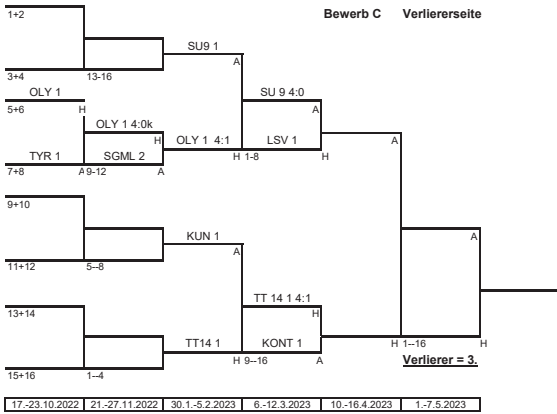 1+2 Bewerb C Verliererseite
SU9 1
A
3+4 13-16
OLY 1 SU 9 4:0
5+6 H A
OLY 1 4:0k
H OLY 1 4:1 LSV 1 A
TYR 1 SGML 2 H 1-8 H
7+8 A 9-12 A
9+10
KUN 1 A
11+12 5--8 A
TT 14 1 4:1
13+14 H
TT14 1 KONT 1 H 1--16 H
H 9--16 A
15+16 1--4 Verlierer = 3.
17.-23.10.2022 21.-27.11.2022 30.1.-5.2.2023 6.-12.3.2023 10.-16.4.2023 1.-7.5.2023